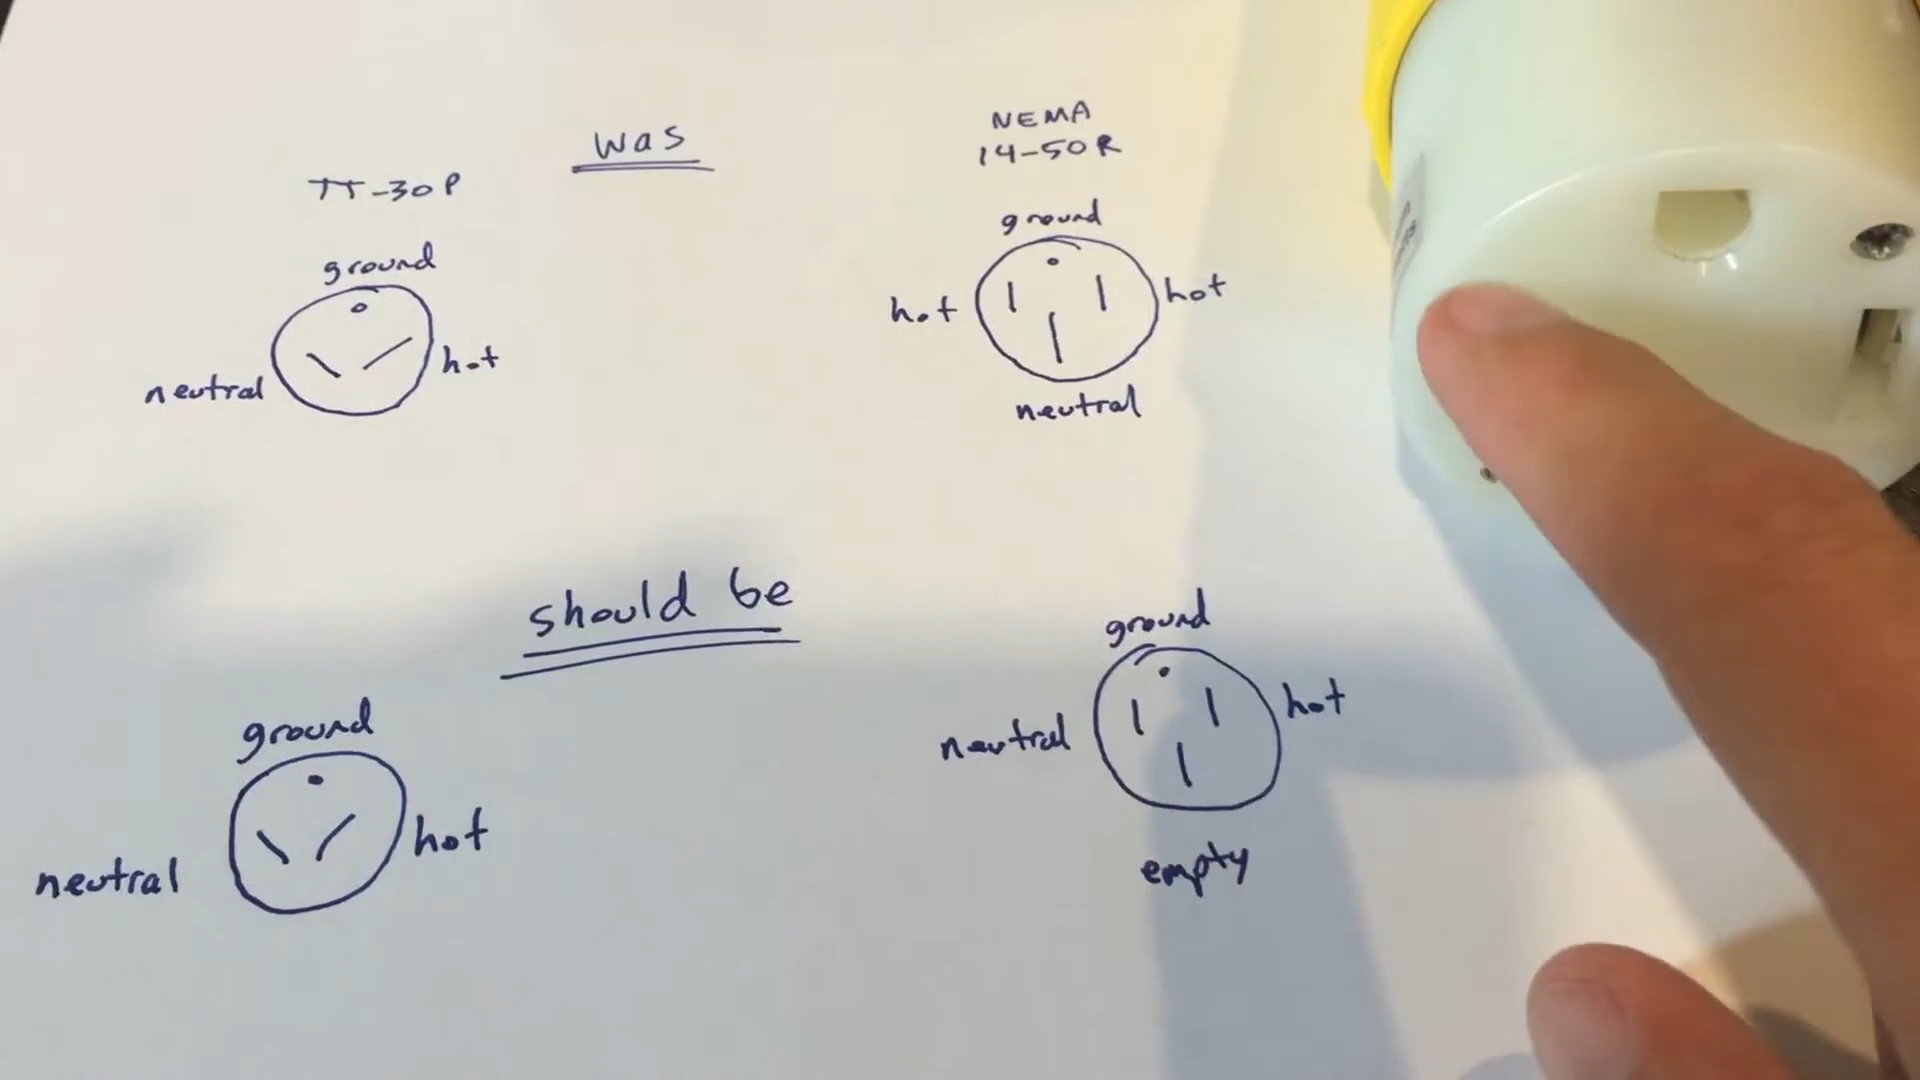 was
NEMA
14-50R
TT-30P
ground
ground
hot
hot
neutral
hot
neutral
should be
ground
ground
neutral
hot
neutral
hot
empty